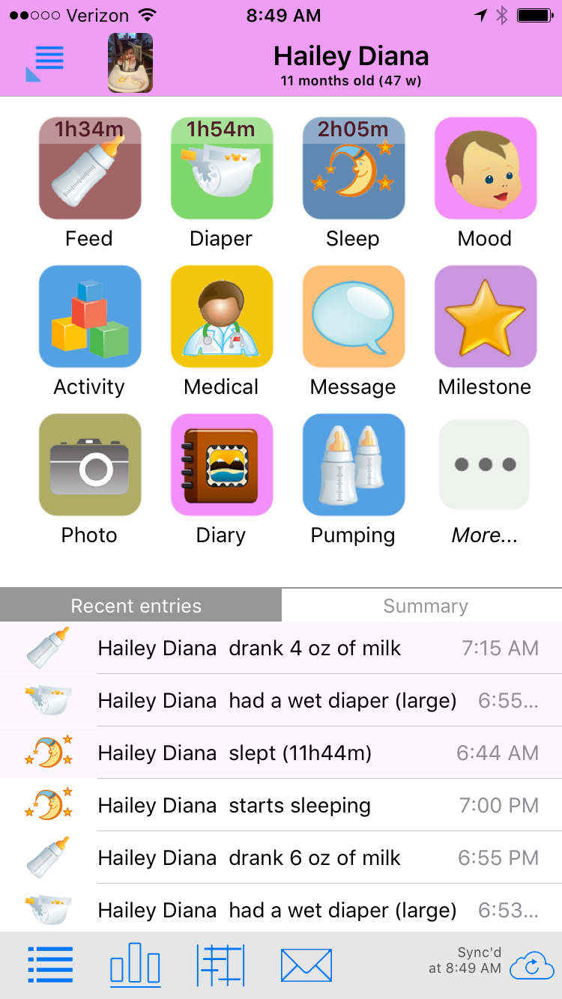 Verizon 8:49 AM
Hailey Diana
11 months old (47 w)
1h34m 1h54m 2h05m
Feed Diaper Sleep Mood
Activity Medical Message Milestone
Photo Diary Pumping More...
Recent entries Summary
Hailey Diana drank 4 oz of milk 7:15 AM
Hailey Diana had a wet diaper (large) 6:55...
Hailey Diana slept (11h44m) 6:44 AM
Hailey Diana starts sleeping 7:00 PM
Hailey Diana drank 6 oz of milk 6:55 PM
Hailey Diana had a wet diaper (large) 6:53...
Sync'd
at 8:49 AM